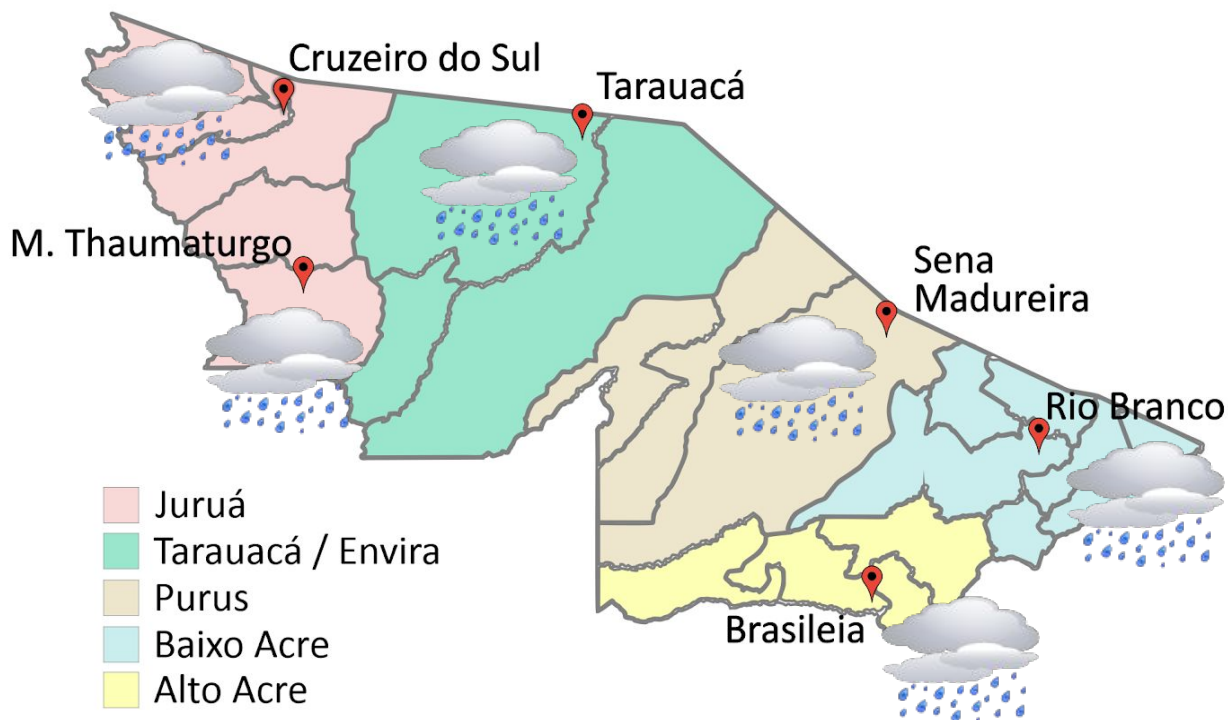 Cruzeiro do Sul
Tarauacá
M. Thaumaturgo
Sena
Madureira
Rio Branco
Brasileia
Juruá
Tarauacá / Envira
Purus
Baixo Acre
Alto Acre